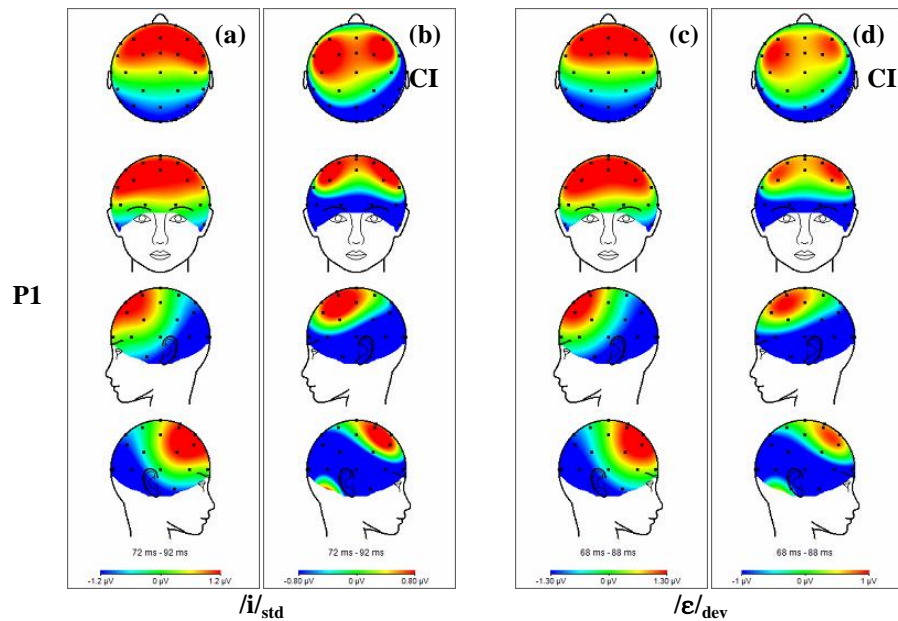 (a) (b) (c) (d)
CI CI
P1
72 ms - 92 ms 72 ms - 92 ms 68 ms - 88 ms 68 ms - 88 ms
-1.2 µV 0 µV 1.2 µV -0.80 µV 0 µV 0.80 µV -1.30 µV 0 µV 1.30 µV -1 µV 0 µV 1 µV
/i/std /ε/dev